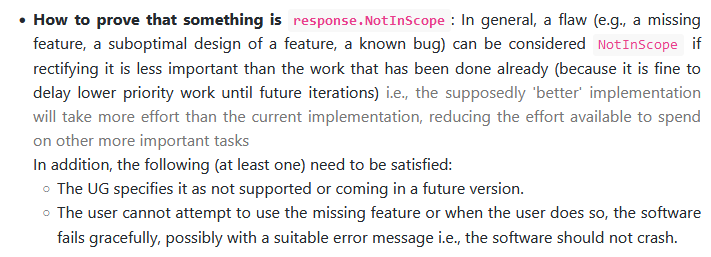 • How to prove that something is response.NotInScope: In general, a flaw (e.g., a missing
feature, a suboptimal design of a feature, a known bug) can be considered NotInScope if
rectifying it is less important than the work that has been done already (because it is fine to
delay lower priority work until future iterations) i.e., the supposedly 'better' implementation
will take more effort than the current implementation, reducing the effort available to spend
on other more important tasks
In addition, the following (at least one) need to be satisfied:
◦ The UG specifies it as not supported or coming in a future version.
◦ The user cannot attempt to use the missing feature or when the user does so, the software
fails gracefully, possibly with a suitable error message i.e., the software should not crash.